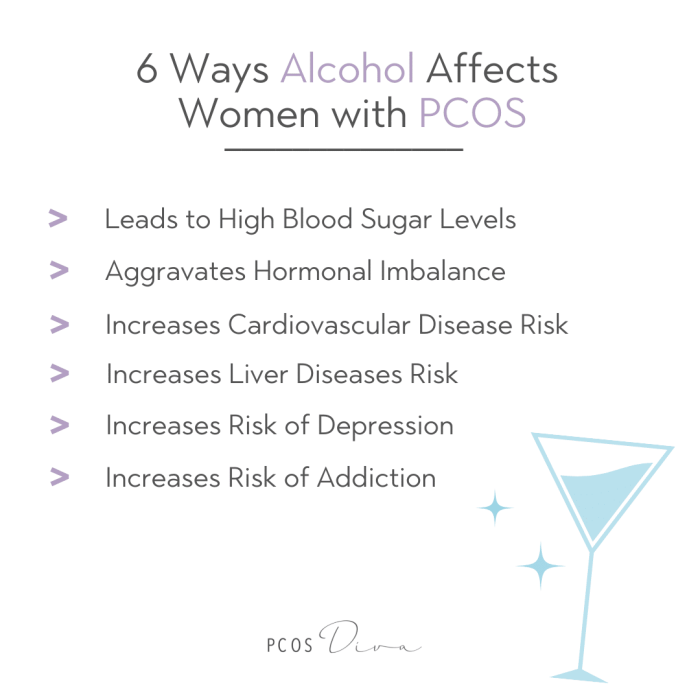 6 Ways Alcohol Affects
Women with PCOS
> Leads to High Blood Sugar Levels
> Aggravates Hormonal Imbalance
> Increases Cardiovascular Disease Risk
> Increases Liver Diseases Risk
> Increases Risk of Depression
> Increases Risk of Addiction
PCOS Diva